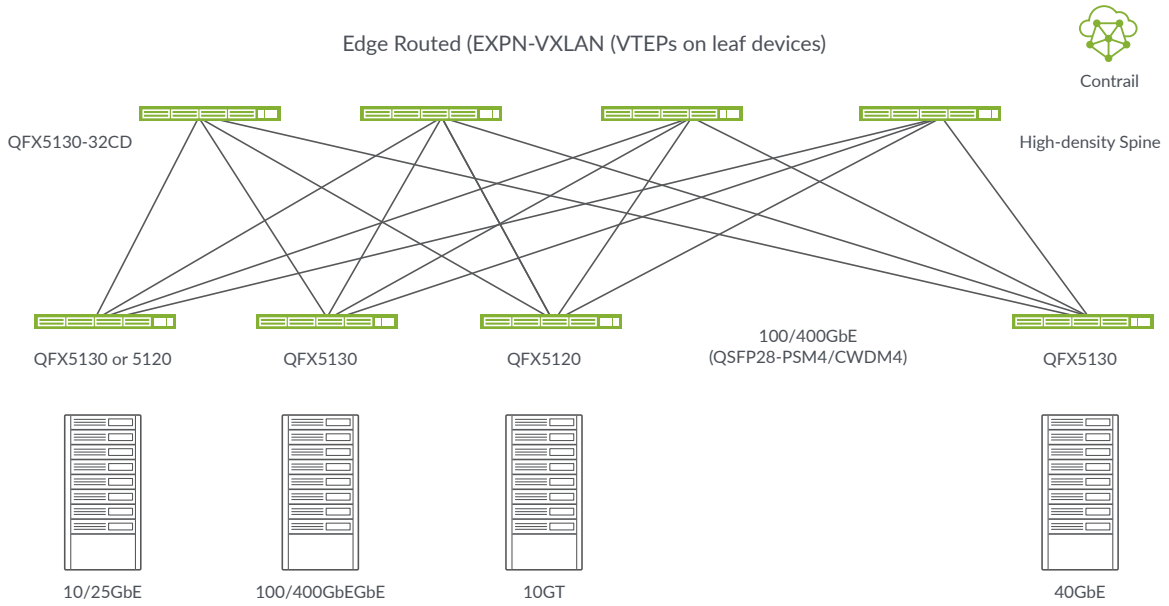 Edge Routed (EXPN-VXLAN (VTEPs on leaf devices)
Contrail
QFX5130-32CD
High-density Spine
100/400GbE
(QSFP28-PSM4/CWDM4)
QFX5130 or 5120
QFX5130
QFX5120
QFX5130
10/25GbE
100/400GbEGbE
10GT
40GbE